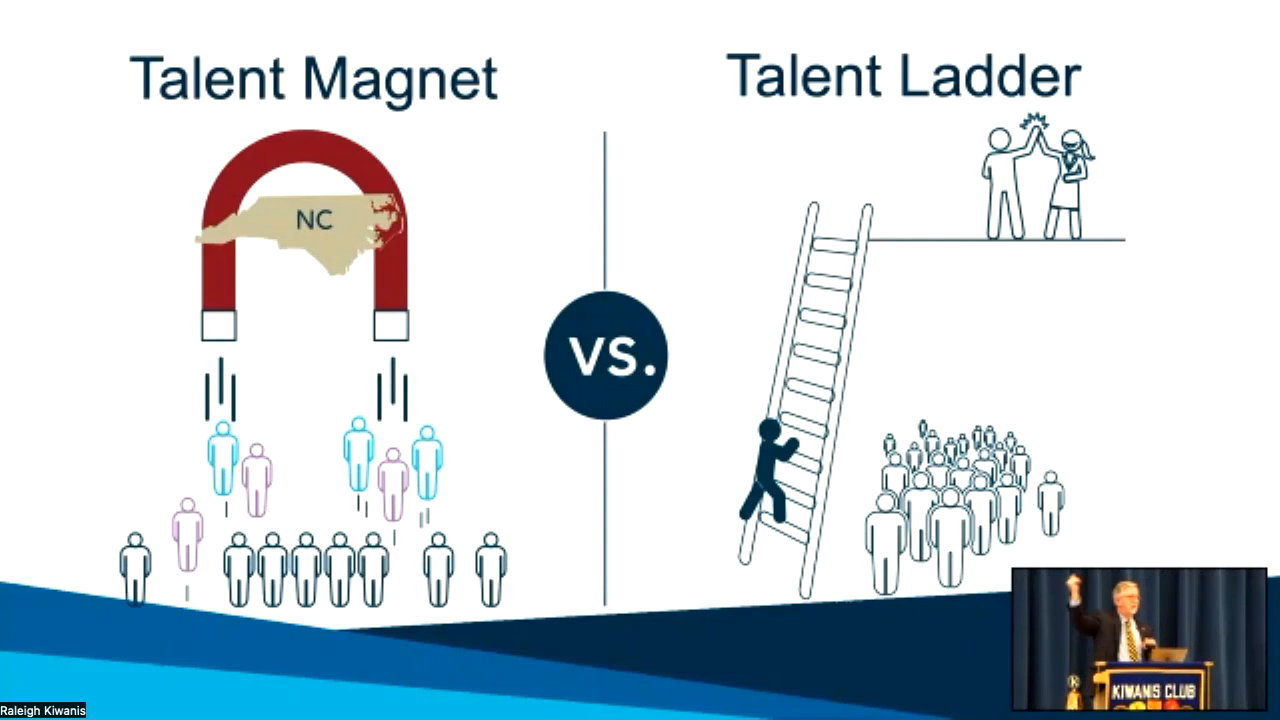 Talent Magnet
Talent Ladder
NC
VS.
KIWANIS CLUB
Raleigh Kiwanis